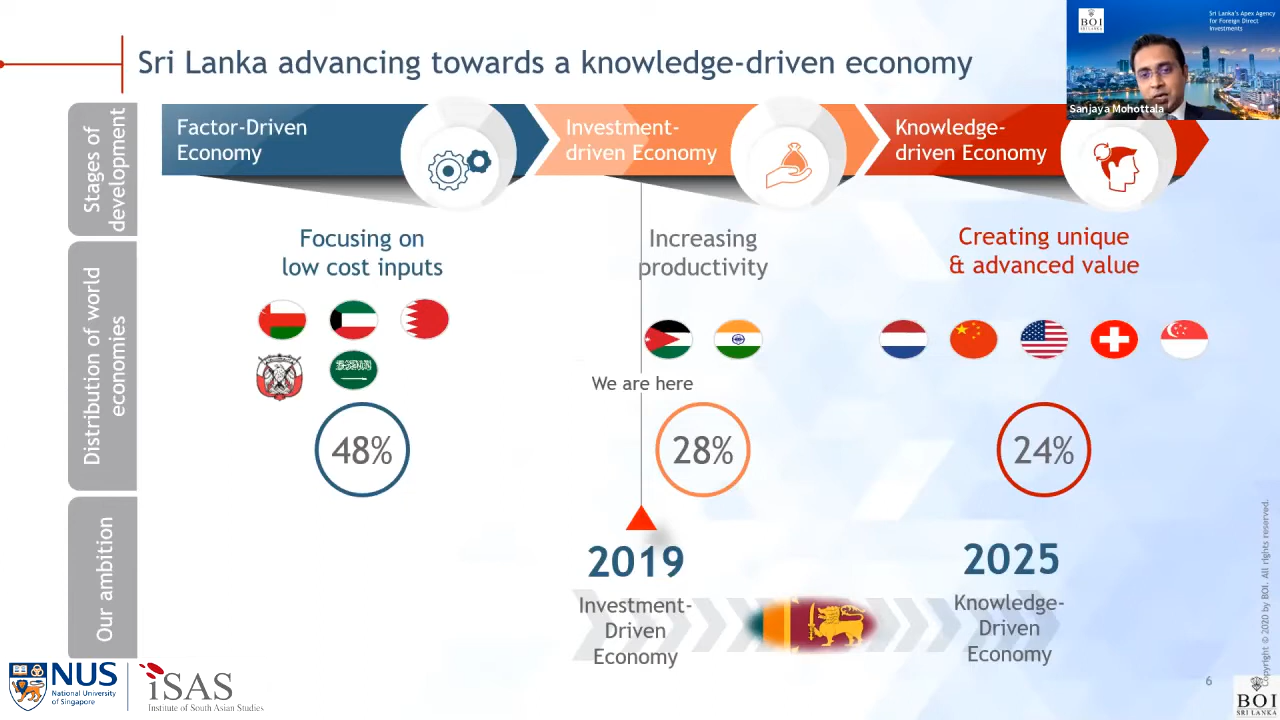 Sri Lanka advancing towards a knowledge-driven economy
BOI
Sri Lanka's Apex Agency
for Foreign Direct
Investments
Sanjaya Mohottala
Stages of
development
Factor-Driven
Economy
Investment-
driven Economy
Knowledge-
driven Economy
Distribution of world
economies
Focusing on
low cost inputs
Increasing
productivity
Creating unique
& advanced value
We are here
48%
28%
24%
Our ambition
2019
Investment-
Driven
Economy
2025
Knowledge-
Driven
Economy
Copyright © 2020 by BOI. All rights reserved.
6
NUS
National University
of Singapore
iSAS
Institute of South Asian Studies
BOI
SRI LANKA